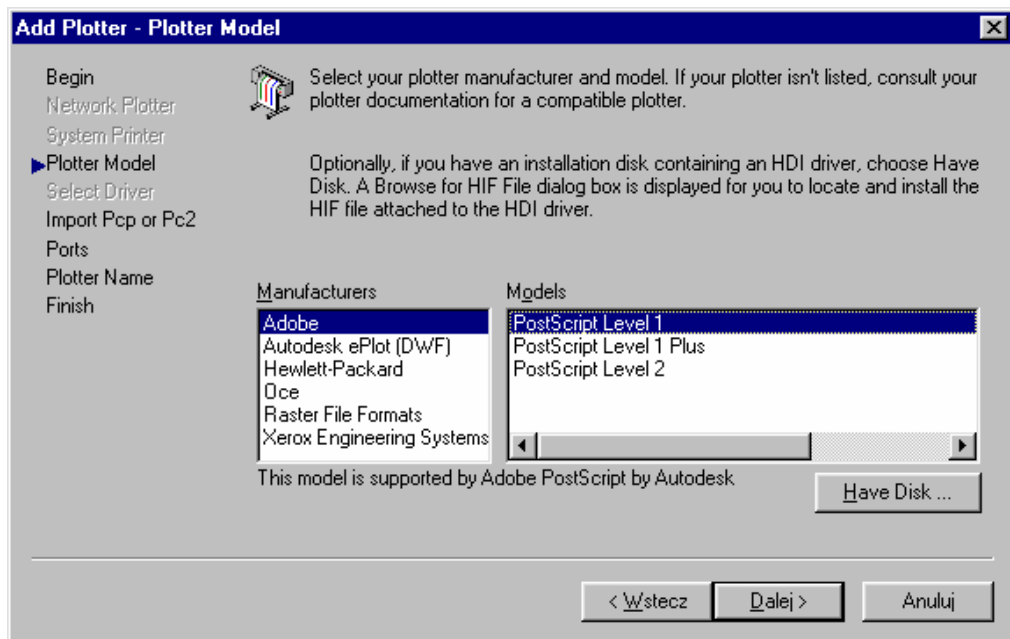 Add Plotter - Plotter Model
Begin
Network Plotter
System Printer
Plotter Model
Select Driver
Import Pcp or Pc2
Ports
Plotter Name
Finish
Select your plotter manufacturer and model. If your plotter isn't listed, consult your
plotter documentation for a compatible plotter.
Optionally, if you have an installation disk containing an HDI driver, choose Have
Disk. A Browse for HIF File dialog box is displayed for you to locate and install the
HIF file attached to the HDI driver.
Manufacturers
Adobe
Autodesk ePlot (DWF)
Hewlett-Packard
Oce
Raster File Formats
Xerox Engineering Systems
Models
PostScript Level 1
PostScript Level 1 Plus
PostScript Level 2
This model is supported by Adobe PostScript by Autodesk
Have Disk ...
< Wstecz
Dalej >
Anuluj